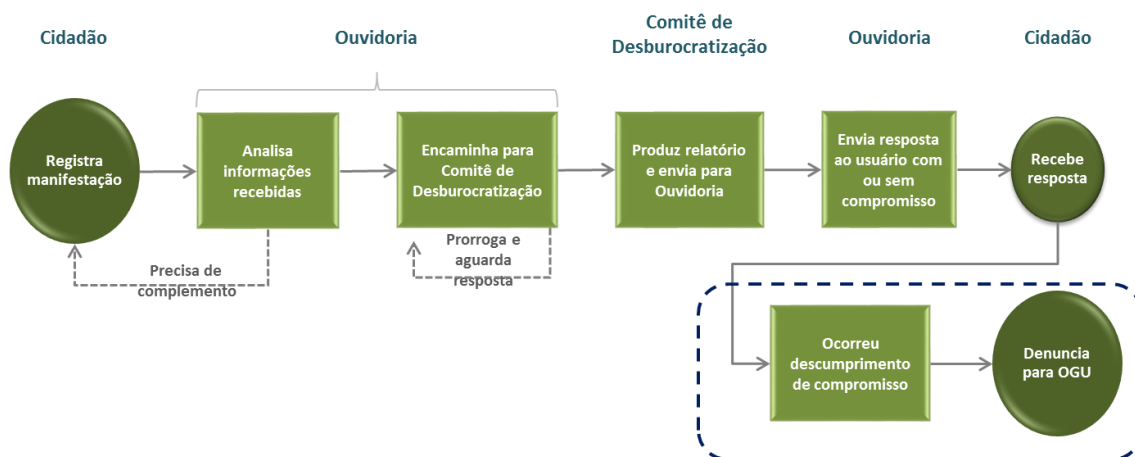 Cidadão
Ouvidoria
Comitê de
Desburocratização
Ouvidoria
Cidadão
Registra
manifestação
Analisa
informações
recebidas
Encaminha para
Comitê de
Desburocratização
Produz relatório
e envia para
Ouvidoria
Envia resposta
ao usuário com
ou sem
compromisso
Recebe
resposta
Precisa de
complemento
Prorroga e
aguarda
resposta
Ocorreu
descumprimento
de compromisso
Denuncia
para OGU